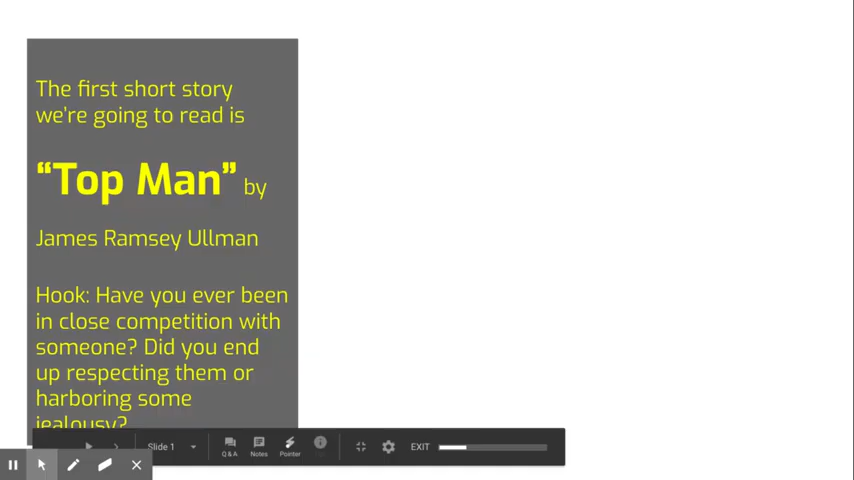 The first short story
we're going to read is
“Top Man” by
James Ramsey Ullman
Hook: Have you ever been
in close competition with
someone? Did you end
up respecting them or
harboring some
jealousy?
Slide 1
Q&A
Notes
Pointer
EXIT